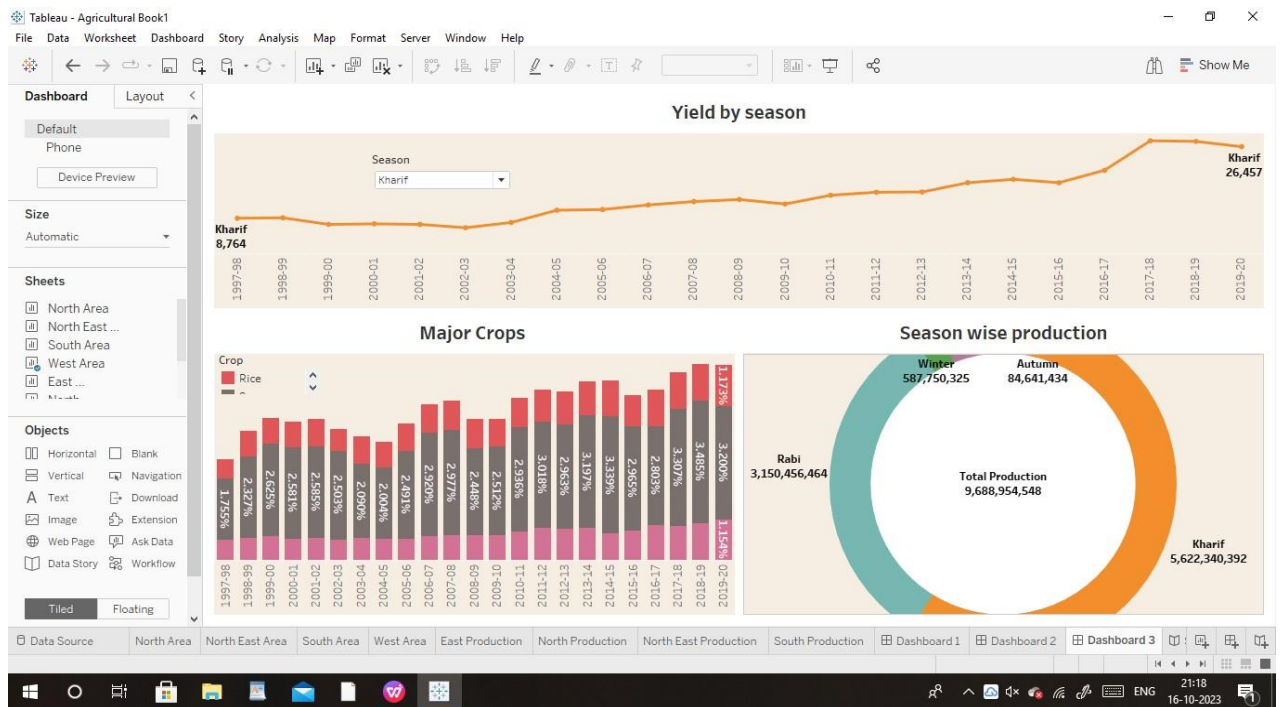 Tableau - Agricultural Book1
File Data Worksheet Dashboard Story Analysis Map Format Server Window Help
Show Me
Dashboard Layout
Default
Phone
Device Preview
Size
Automatic
Sheets
North Area
North East ...
South Area
West Area
East ...
Objects
Horizontal Blank
Vertical Navigation
A Text Download
Image Extension
Web Page Ask Data
Data Story Workflow
Tiled Floating
Yield by season
Season
Kharif
Kharif
8,764
Kharif
26,457
1997-98 1998-99 1999-00 2000-01 2001-02 2002-03 2003-04 2004-05 2005-06 2006-07 2007-08 2008-09 2009-10 2010-11 2011-12 2012-13 2013-14 2014-15 2015-16 2016-17 2017-18 2018-19 2019-20
Major Crops
Crop
Rice
1.755% 2.327% 2.625% 2.581% 2.585% 2.503% 2.090% 2.004% 2.491% 2.920% 2.977% 2.448% 2.512% 2.936% 3.018% 2.963% 3.197% 3.339% 2.965% 2.803% 3.307% 3.485% 3.200%
1.173%
1.154%
1997-98 1998-99 1999-00 2000-01 2001-02 2002-03 2003-04 2004-05 2005-06 2006-07 2007-08 2008-09 2009-10 2010-11 2011-12 2012-13 2013-14 2014-15 2015-16 2016-17 2017-18 2018-19 2019-20
Season wise production
Winter
587,750,325
Autumn
84,641,434
Rabi
3,150,456,464
Total Production
9,688,954,548
Kharif
5,622,340,392
Data Source North Area North East Area South Area West Area East Production North Production North East Production South Production Dashboard 1 Dashboard 2 Dashboard 3
ENG
21:18
16-10-2023
1